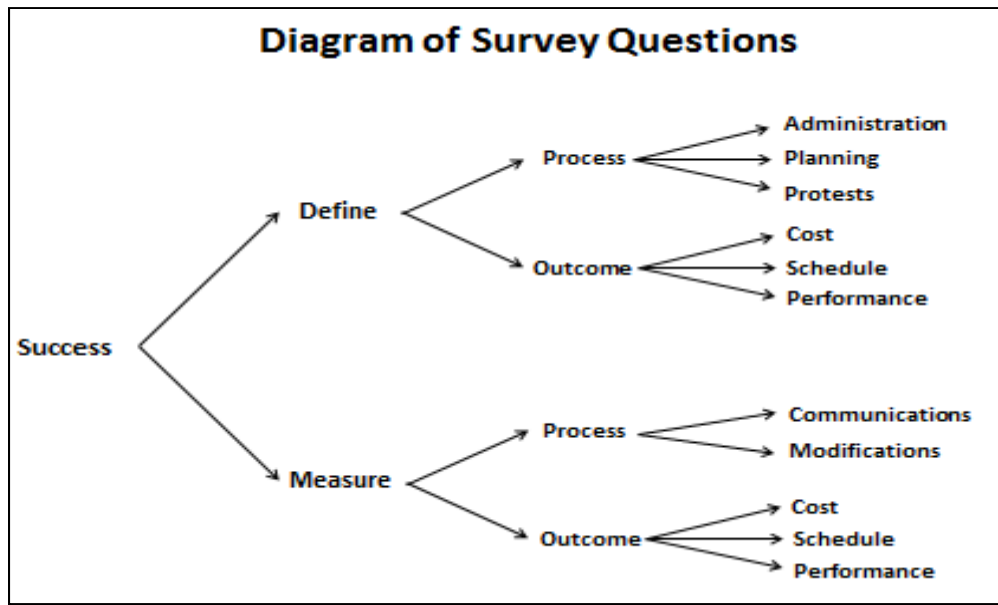 Diagram of Survey Questions
Administration
Process
Planning
Protests
Define
Cost
Outcome
Schedule
Performance
Success
Communications
Process
Modifications
Measure
Cost
Outcome
Schedule
Performance